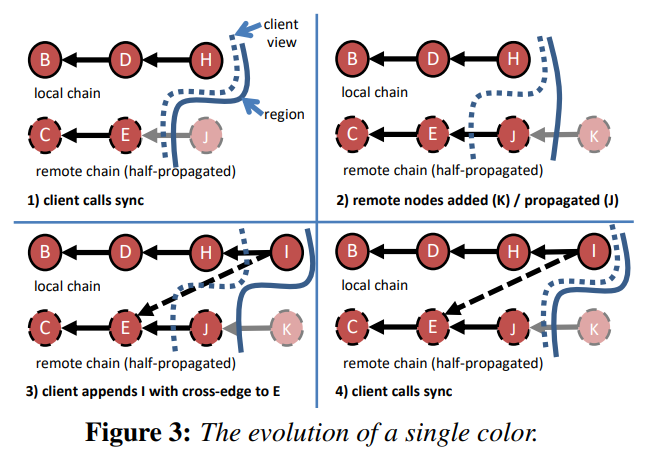 client
view
B D H
local chain
region
C E J
remote chain (half-propagated)
1) client calls sync
B D H
local chain
C E J K
remote chain (half-propagated)
2) remote nodes added (K) / propagated (J)
B D H I
local chain
C E J K
remote chain (half-propagated)
3) client appends I with cross-edge to E
B D H I
local chain
C E J K
remote chain (half-propagated)
4) client calls sync
Figure 3: The evolution of a single color.